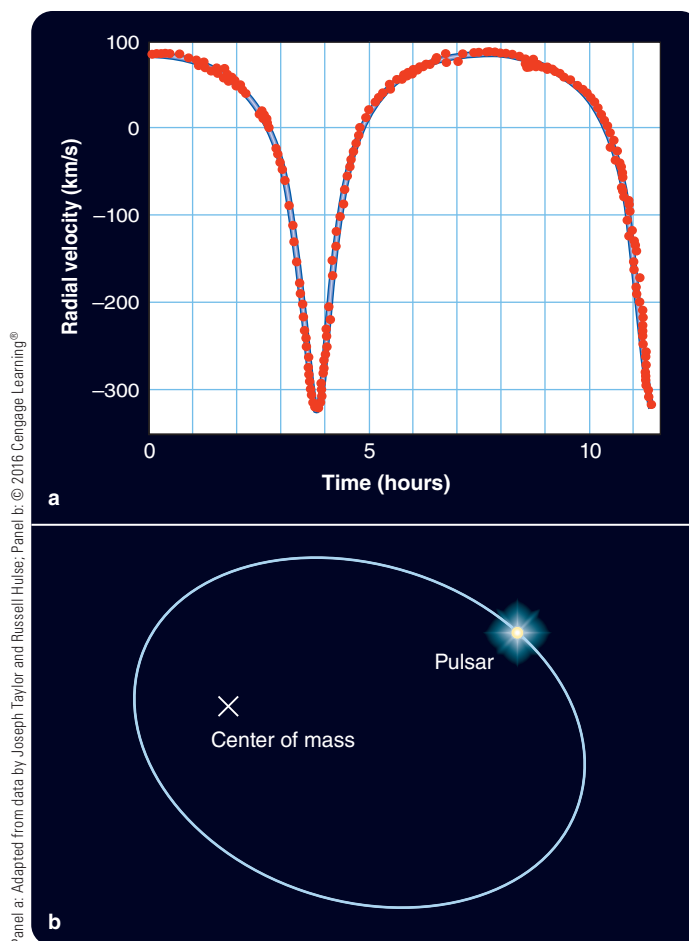 100
0
−100
−200
−300
Radial velocity (km/s)
0
5
10
Time (hours)
a
Pulsar
Center of mass
b
Panel a: Adapted from data by Joseph Taylor and Russell Hulse; Panel b: © 2016 Cengage Learning®